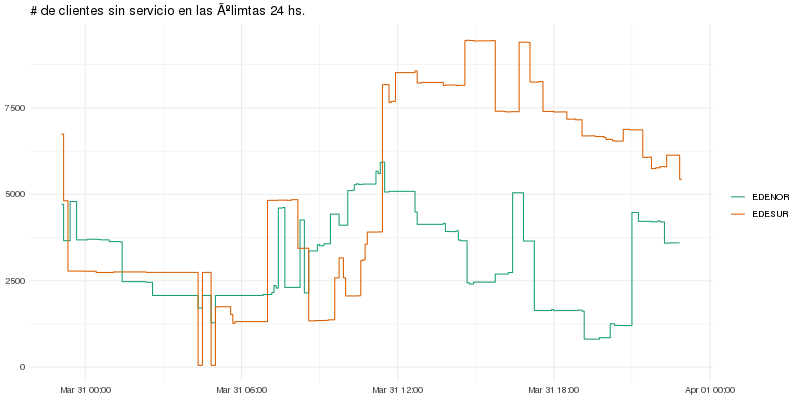 # de clientes sin servicio en las Ãºlimtas 24 hs.
7500
5000
2500
0
Mar 31 00:00
Mar 31 06:00
Mar 31 12:00
Mar 31 18:00
Apr 01 00:00
EDENOR
EDESUR